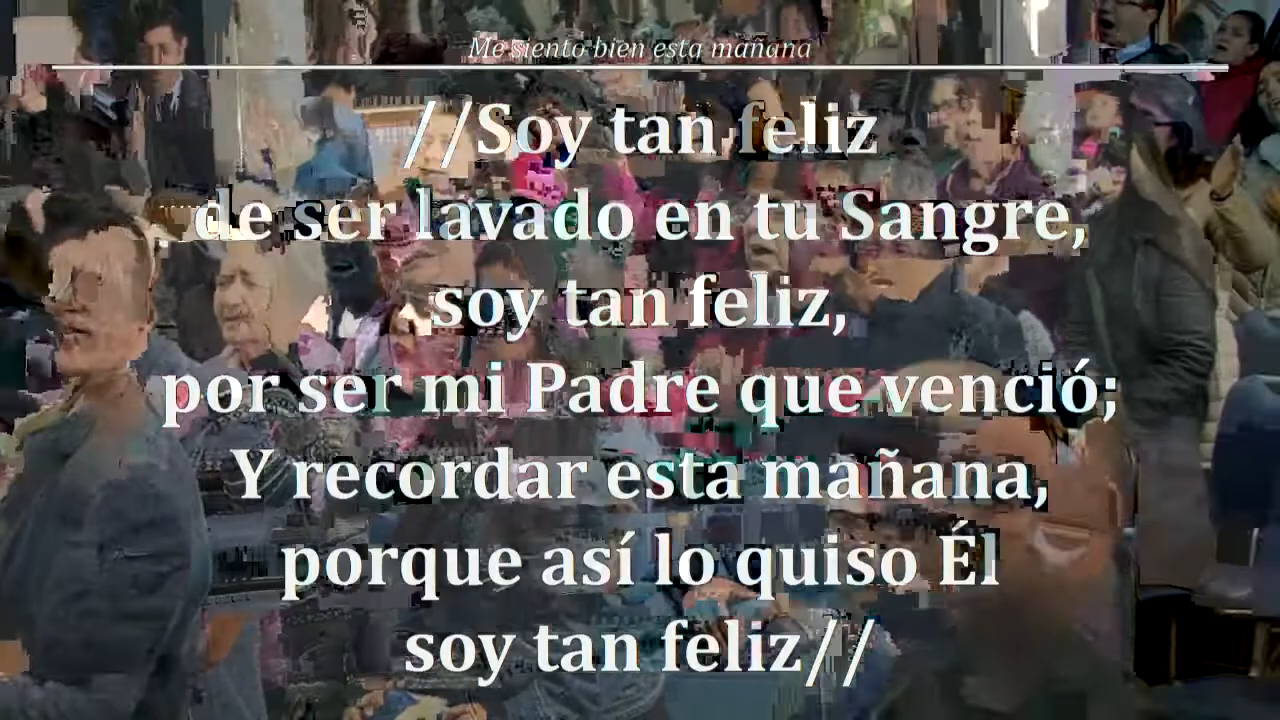 Me siento bien esta mañana
//Soy tan feliz
de ser lavado en tu Sangre,
soy tan feliz,
por ser mi Padre que venció;
Y recordar esta mañana,
porque así lo quiso Él
soy tan feliz//